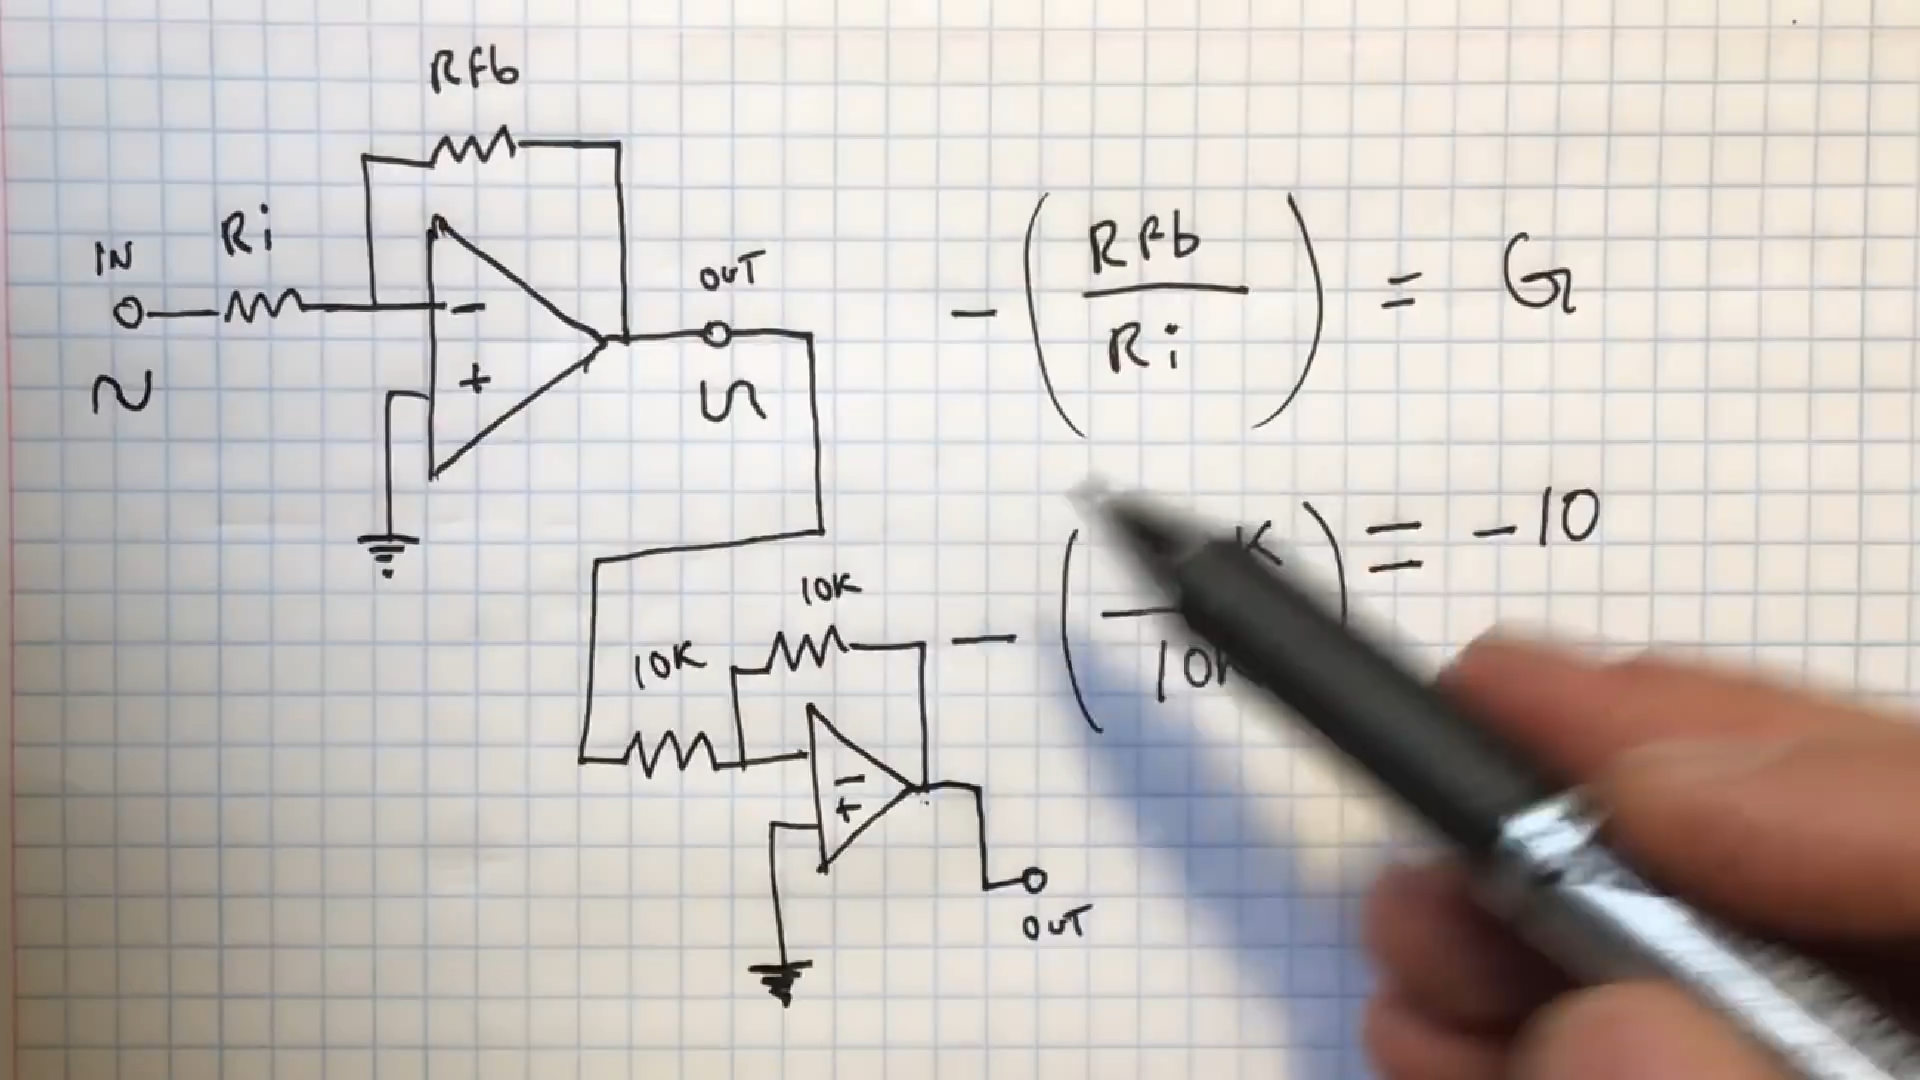 Rfb
Ri
IN
OUT
-
+
- (Rfb / Ri) = G
= -10
10K
10K
-
+
OUT